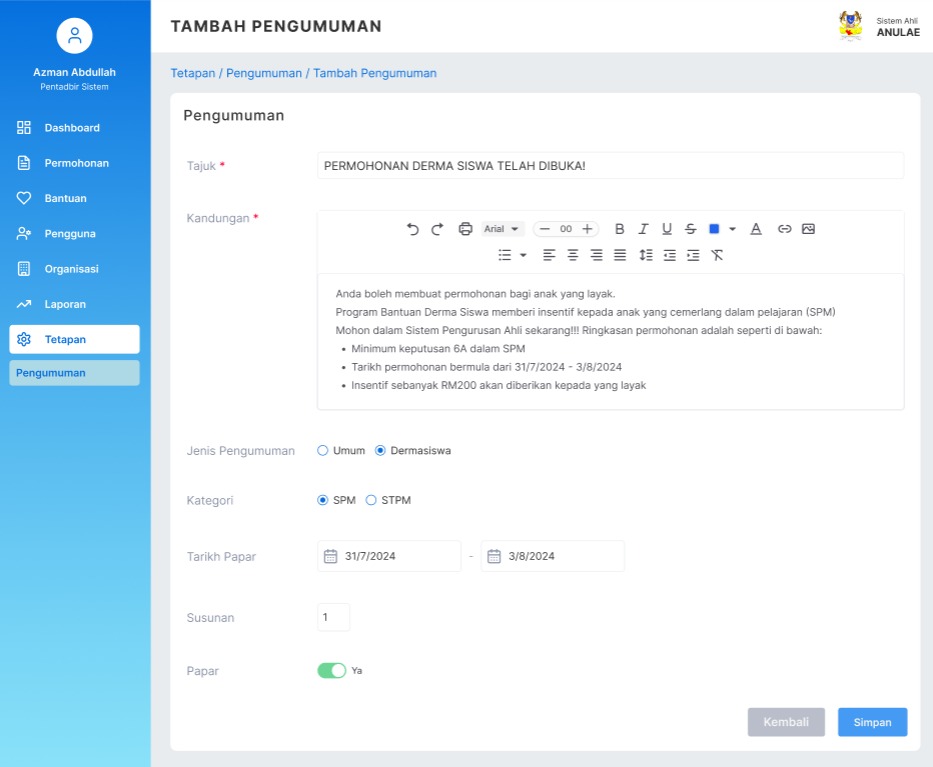 TAMBAH PENGUMUMAN
Sistem Ahli
ANULAE
Azman Abdullah
Pentadbir Sistem
Dashboard
Permohonan
Bantuan
Pengguna
Organisasi
Laporan
Tetapan
Pengumuman
Tetapan / Pengumuman / Tambah Pengumuman
Pengumuman
Tajuk *
PERMOHONAN DERMA SISWA TELAH DIBUKA!
Kandungan *
Arial
00
B I U S A
Anda boleh membuat permohonan bagi anak yang layak.
Program Bantuan Derma Siswa memberi insentif kepada anak yang cemerlang dalam pelajaran (SPM)
Mohon dalam Sistem Pengurusan Ahli sekarang!!! Ringkasan permohonan adalah seperti di bawah:
• Minimum keputusan 6A dalam SPM
• Tarikh permohonan bermula dari 31/7/2024 - 3/8/2024
• Insentif sebanyak RM200 akan diberikan kepada yang layak
Jenis Pengumuman
Umum Dermasiswa
Kategori
SPM STPM
Tarikh Papar
31/7/2024 - 3/8/2024
Susunan
1
Papar
Ya
Kembali
Simpan